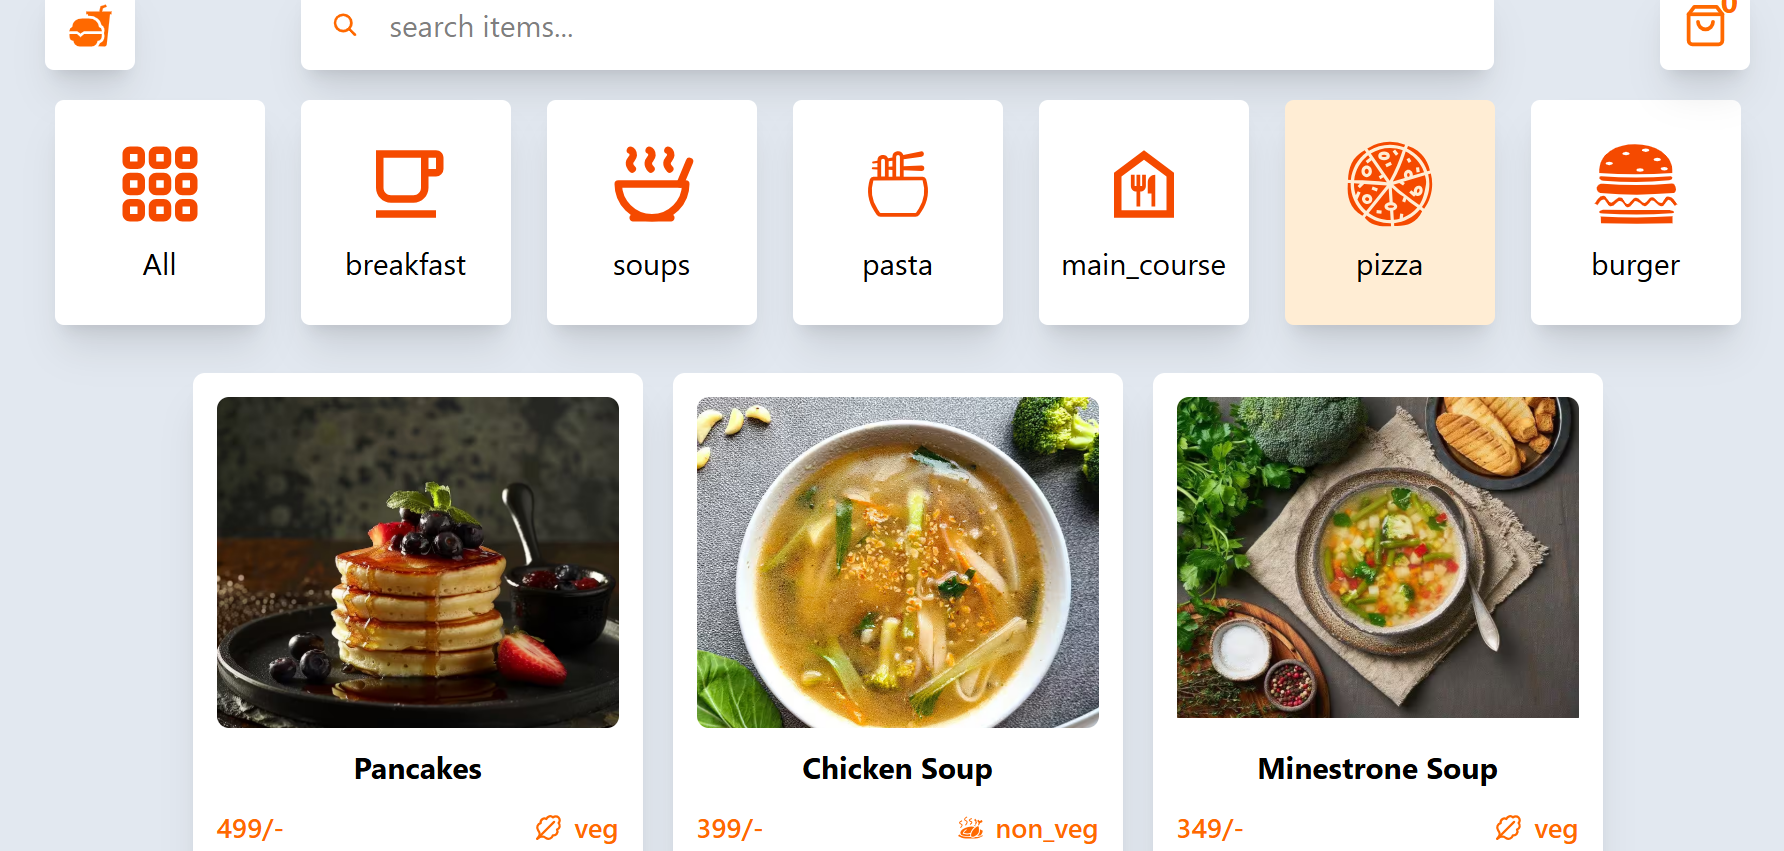 search items...
0
All
breakfast
soups
pasta
main_course
pizza
burger
Pancakes
Chicken Soup
Minestrone Soup
499/-
veg
399/-
non_veg
349/-
veg